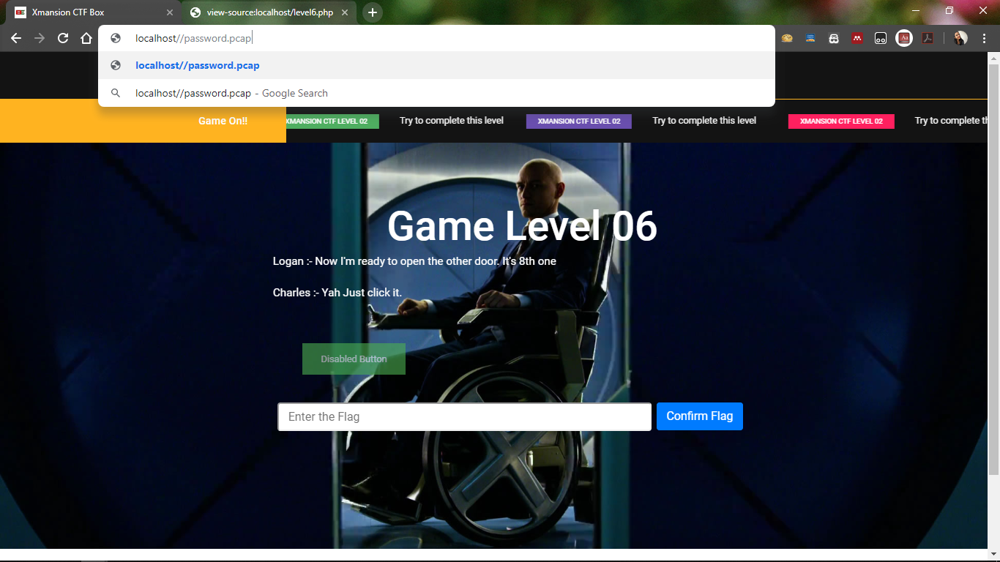 Xmansion CTF Box
view-source:localhost/level6.php
localhost//password.pcap
localhost//password.pcap
localhost//password.pcap - Google Search
Game On!!
XMANSION CTF LEVEL 02 Try to complete this level XMANSION CTF LEVEL 02 Try to complete this level XMANSION CTF LEVEL 02 Try to complete th
Game Level 06
Logan :- Now I'm ready to open the other door. It's 8th one
Charles :- Yah Just click it.
Disabled Button
Enter the Flag
Confirm Flag